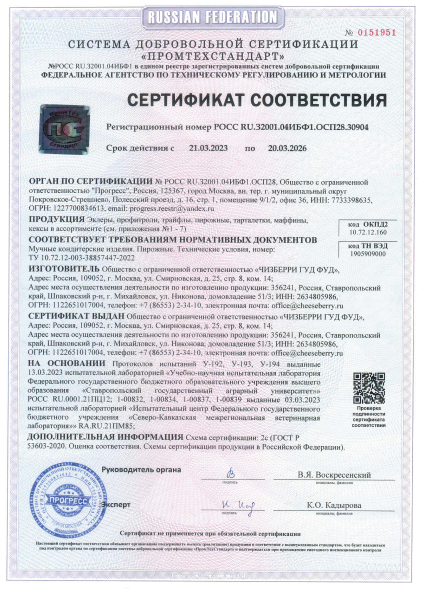 RUSSIAN FEDERATION
№ 0151951
СИСТЕМА ДОБРОВОЛЬНОЙ СЕРТИФИКАЦИИ
«ПРОМТЕХСТАНДАРТ»
№РОСС RU.32001.04ИБФ1 в едином реестре зарегистрированных систем добровольной сертификации
ФЕДЕРАЛЬНОЕ АГЕНТСТВО ПО ТЕХНИЧЕСКОМУ РЕГУЛИРОВАНИЮ И МЕТРОЛОГИИ
СЕРТИФИКАТ СООТВЕТСТВИЯ
Регистрационный номер РОСС RU.32001.04ИБФ1.ОСП28.30904
Срок действия с 21.03.2023 по 20.03.2026
ОРГАН ПО СЕРТИФИКАЦИИ № РОСС RU.32001.04ИБФ1.ОСП28, Общество с ограниченной
ответственностью "Прогресс", Россия, 125367, город Москва, вн. тер. г. муниципальный округ
Покровское-Стрешнево, Полесский проезд, д. 16, стр. 1, помещение 9/1/2, офис 36, ИНН: 7733398635,
ОГРН: 1227700834613, email: progress.reestr@yandex.ru
ПРОДУКЦИЯ Эклеры, профитроли, трайфлы, пирожные, тарталетки, маффины,
кексы в ассортименте (см. приложения №1 - 7)
код ОКПД2
10.72.12.160
СООТВЕТСТВУЕТ ТРЕБОВАНИЯМ НОРМАТИВНЫХ ДОКУМЕНТОВ
Мучные кондитерские изделия. Пирожные. Технические условия, номер:
ТУ 10.72.12-003-38857447-2022
код ТН ВЭД
1905909000
ИЗГОТОВИТЕЛЬ Общество с ограниченной ответственностью «ЧИЗБЕРРИ ГУД ФУД»,
Адрес: Россия, 109052, г. Москва, ул. Смирновская, д. 25, стр. 8, ком. 14;
Адрес места осуществления деятельности по изготовлению продукции: 356241, Россия, Ставропольский
край, Шпаковский р-н, г. Михайловск, ул. Никонова, домовладение 51/3; ИНН: 2634805986,
ОГРН: 1122651017004, телефон: +7 (86553) 2-34-10, электронная почта: office@cheeseberry
СЕРТИФИКАТ ВЫДАН Общество с ограниченной ответственностью «ЧИЗБЕРРИ ГУД ФУД»,
Адрес: Россия, 109052, г. Москва, ул. Смирновская, д. 25, стр. 8, ком. 14;
Адрес места осуществления деятельности по изготовлению продукции: 356241, Россия, Ставропольский
край, Шпаковский р-н, г. Михайловск, ул. Никонова, домовладение 51/3; ИНН: 2634805986,
ОГРН: 1122651017004, телефон: +7 (86553) 2-34-10, электронная почта: office@cheeseberry
НА ОСНОВАНИИ Протоколов испытаний У-192, У-193, У-194 выданные
13.03.2023 испытательной лабораторией «Учебно-научная испытательная лаборатория
Федерального государственного бюджетного образовательного учреждения высшего
образования «Ставропольский государственный аграрный университет»»
РОСС RU.0001.21ПЦ12; 1-00832, 1-00834, 1-00837, 1-00839 выданные 03.03.2023
испытательной лабораторией «Испытательный центр Федерального государственного
бюджетного учреждения «Северо-Кавказская межрегиональная ветеринарная
лаборатория» RA.RU.21ПМ85;
Проверка
подлинности
сертификата
соответствия
ДОПОЛНИТЕЛЬНАЯ ИНФОРМАЦИЯ Схема сертификации: 2с (ГОСТ Р
53603-2020. Оценка соответствия. Схемы сертификации продукции в Российской Федерации).
Руководитель органа
В.Я. Воскресенский
подпись
инициалы, фамилия
Эксперт
К.О. Кадырова
подпись
инициалы, фамилия
Сертификат не применяется при обязательной сертификации